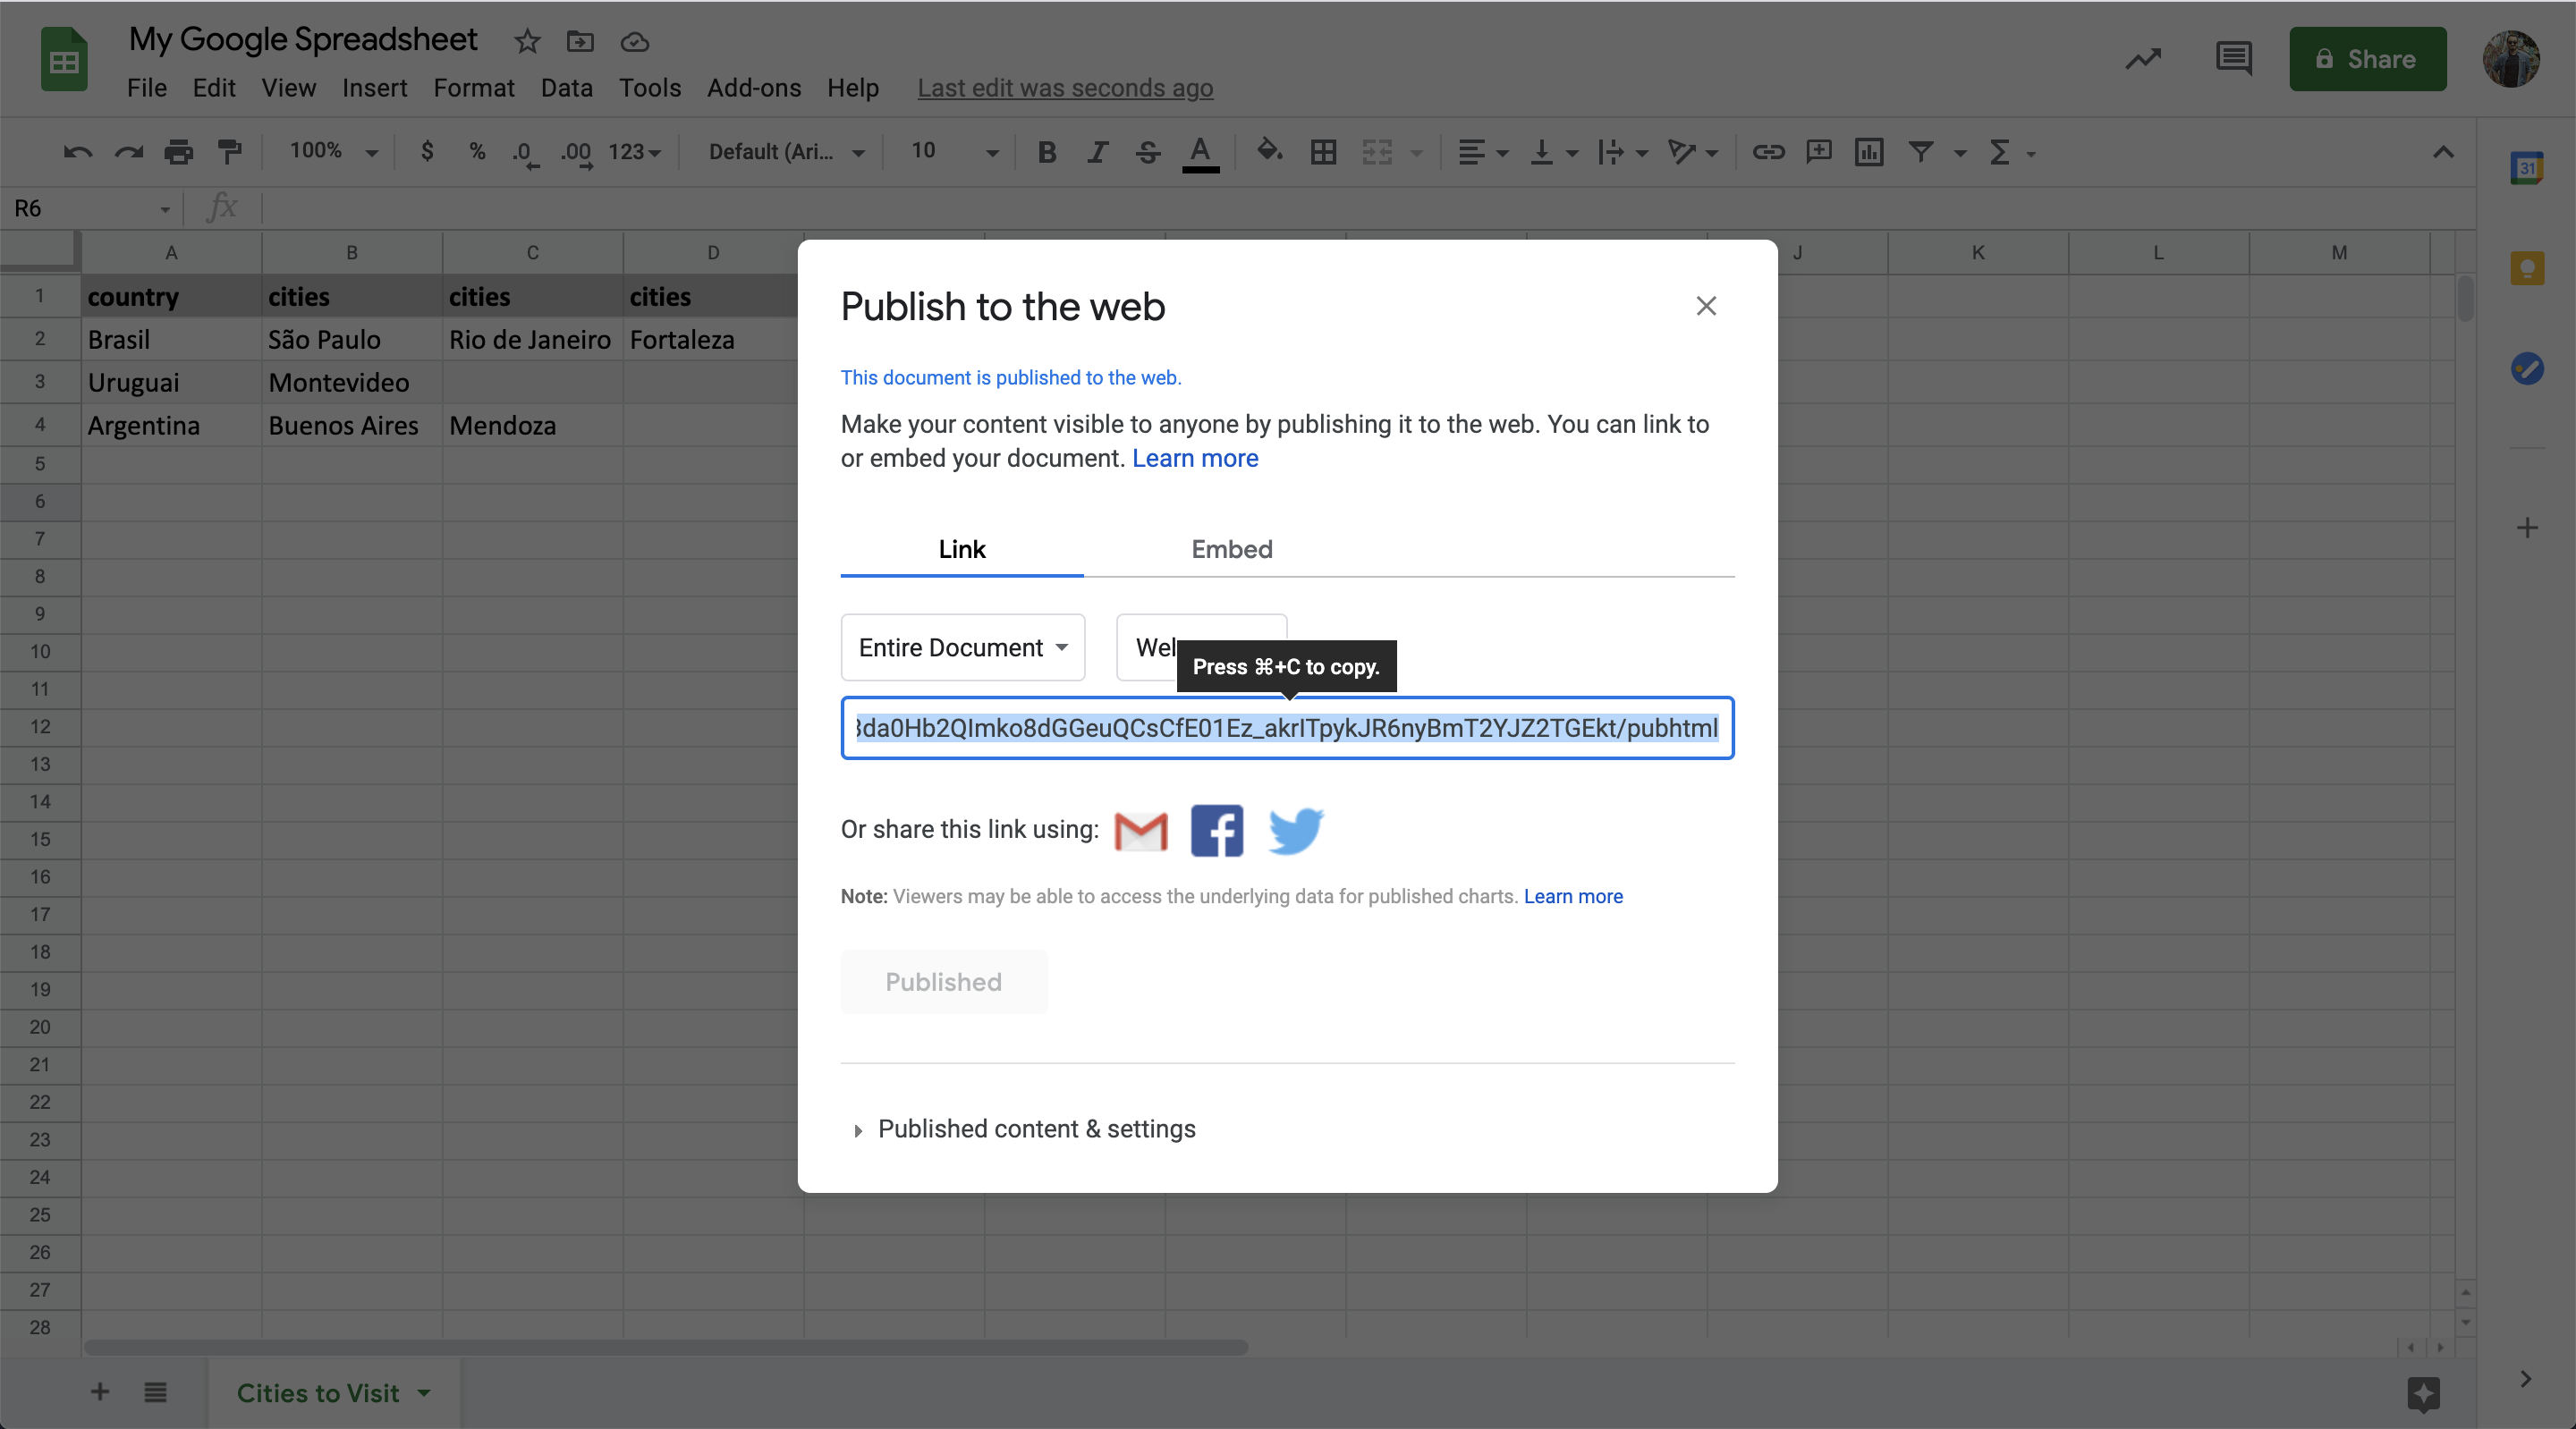 My Google Spreadsheet
File Edit View Insert Format Data Tools Add-ons Help Last edit was seconds ago
Share
100% $ % .0 .00 123 Default (Ari... 10 B I S A
31
R6 fx
A B C D J K L M
1 country cities cities cities
2 Brasil São Paulo Rio de Janeiro Fortaleza
3 Uruguai Montevideo
4 Argentina Buenos Aires Mendoza
5
6
7
8
9
10
11
12
13
14
15
16
17
18
19
20
21
22
23
24
25
26
27
28
Publish to the web
This document is published to the web.
Make your content visible to anyone by publishing it to the web. You can link to
or embed your document. Learn more
Link Embed
Entire Document
Press ⌘+C to copy.
da0Hb2QImko8dGGeuQCsCfE01Ez_akrITpykJR6nyBmT2YJZ2TGEkt/pubhtml
Or share this link using:
Note: Viewers may be able to access the underlying data for published charts. Learn more
Published
Published content & settings
Cities to Visit